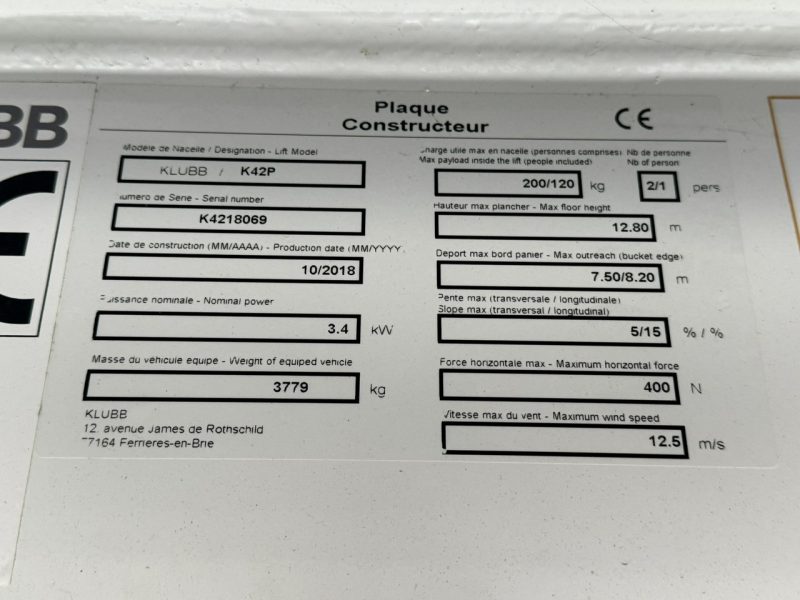 BB
CE
Plaque
Constructeur
CE
Modèle de Nacelle / Designation - Lift Model
KLUBB / K42P
Numero de Serie - Serial number
K4218069
Date de construction (MM/AAAA) - Production date (MM/YYYY)
10/2018
Puissance nominale - Nominal power
3.4 kW
Masse du vehicule equipe - Weight of equiped vehicle
3779 kg
KLUBB
12, avenue James de Rothschild
77164 Ferrieres-en-Brie
Charge utile max en nacelle (personnes comprises)
Max payload inside the lift (people included)
200/120 kg
Nb de personne
Nb of person
2/1 pers
Hauteur max plancher - Max floor height
12.80 m
Deport max bord panier - Max outreach (bucket edge)
7.50/8.20 m
Pente max (transversale / longitudinale)
Slope max (transversal / longitudinal)
5/15 % / %
Force horizontale max - Maximum horizontal force
400 N
Vitesse max du vent - Maximum wind speed
12.5 m/s